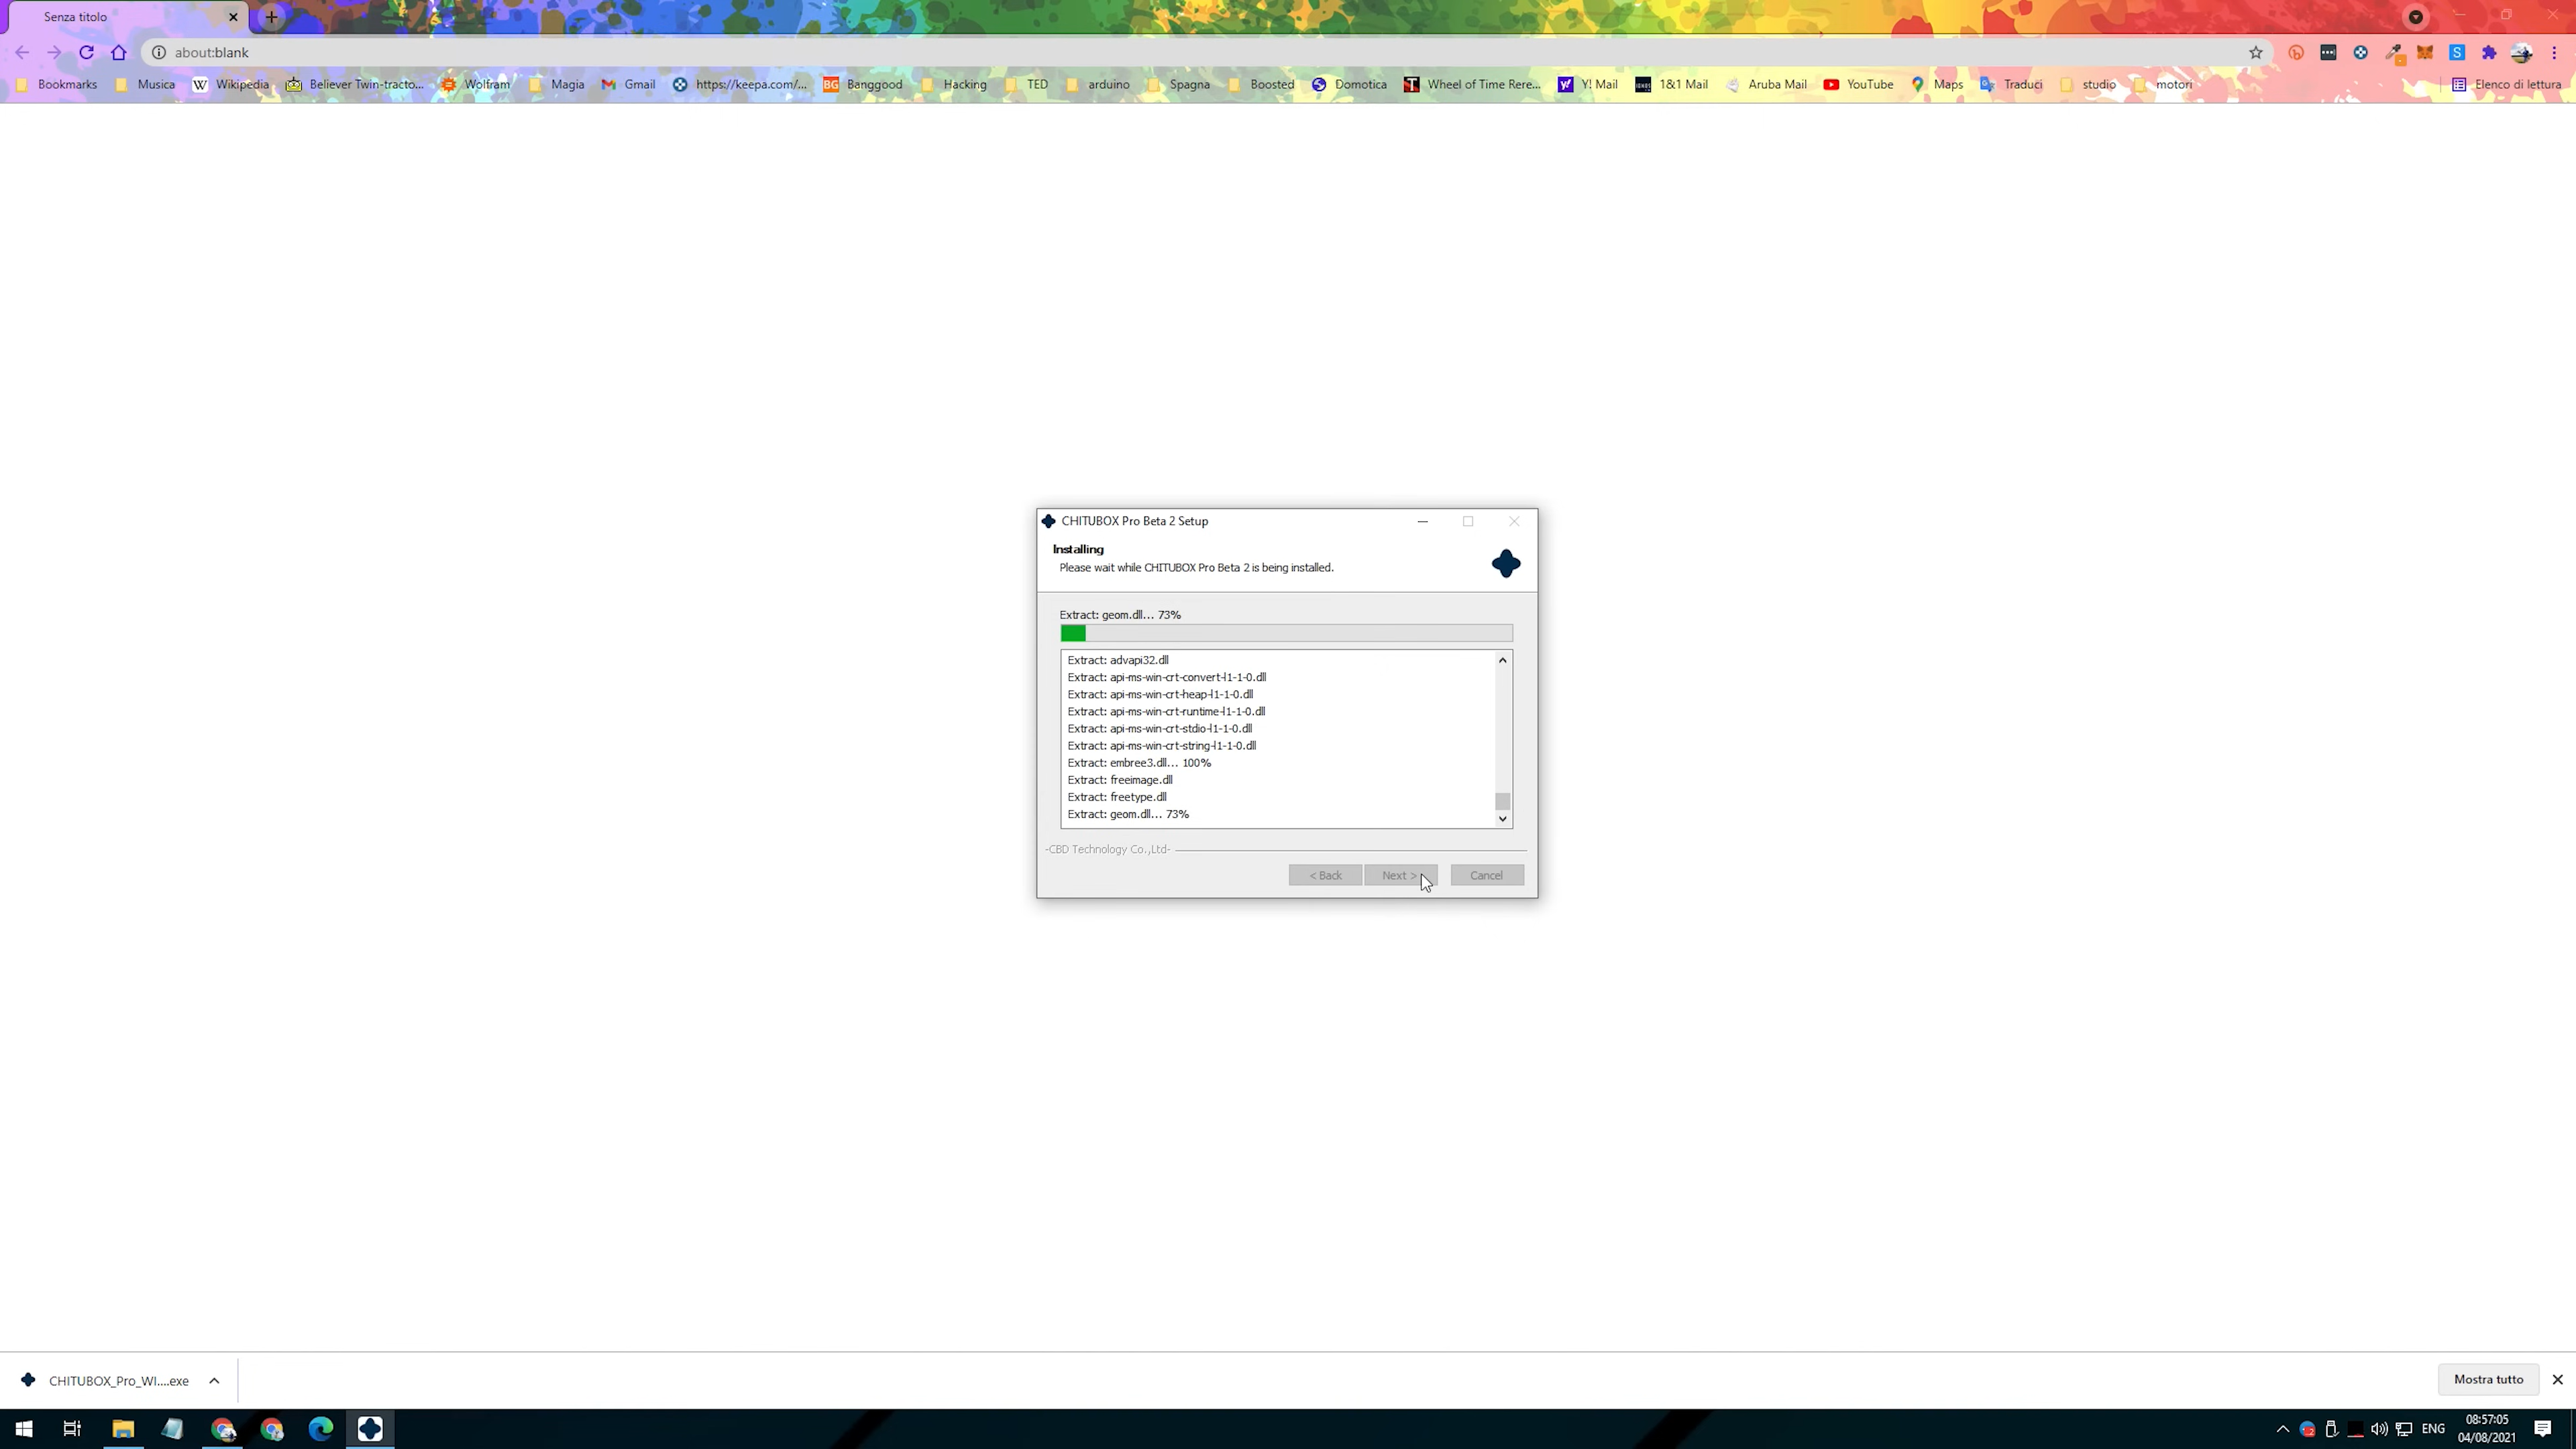 Senza titolo
about:blank
Bookmarks Musica Wikipedia Believer Twin-tracto... Wolfram Magia Gmail https://keepa.com/... Banggood Hacking TED arduino Spagna Boosted Domotica Wheel of Time Rere... Y! Mail 1&1 Mail Aruba Mail YouTube Maps Traduci studio motori Elenco di lettura
CHITUBOX Pro Beta 2 Setup
Installing
Please wait while CHITUBOX Pro Beta 2 is being installed.
Extract: geom.dll... 73%
Extract: advapi32.dll
Extract: api-ms-win-crt-convert-l1-1-0.dll
Extract: api-ms-win-crt-heap-l1-1-0.dll
Extract: api-ms-win-crt-runtime-l1-1-0.dll
Extract: api-ms-win-crt-stdio-l1-1-0.dll
Extract: api-ms-win-crt-string-l1-1-0.dll
Extract: embree3.dll... 100%
Extract: freeimage.dll
Extract: freetype.dll
Extract: geom.dll... 73%
-CBD Technology Co.,Ltd-
< Back Next > Cancel
CHITUBOX_Pro_WI....exe Mostra tutto
ENG 08:57:05
04/08/2021